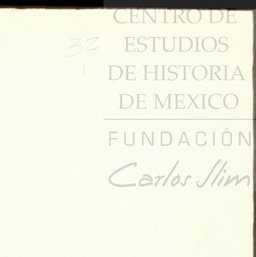 CENTRO DE
32 ESTUDIOS
DE HISTORIA
DE MEXICO
FUNDACIÓN
Carlos Slim